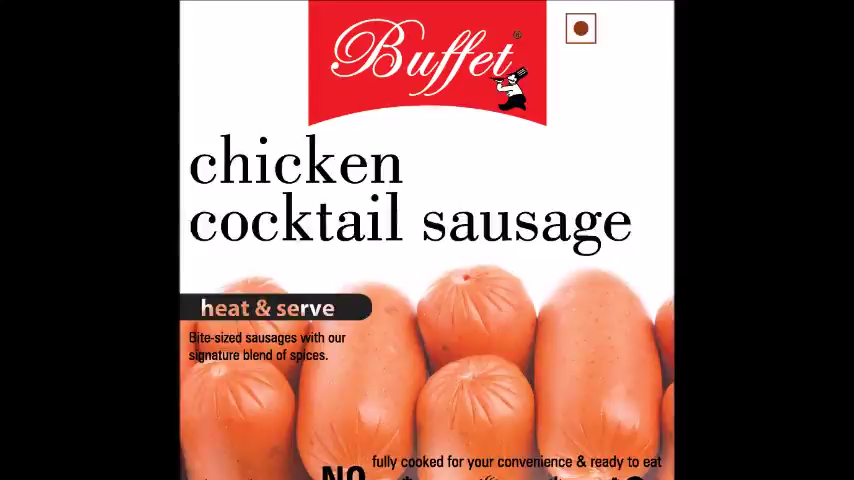 Buffet®
chicken
cocktail sausage
heat & serve
Bite-sized sausages with our
signature blend of spices.
fully cooked for your convenience & ready to eat
NO